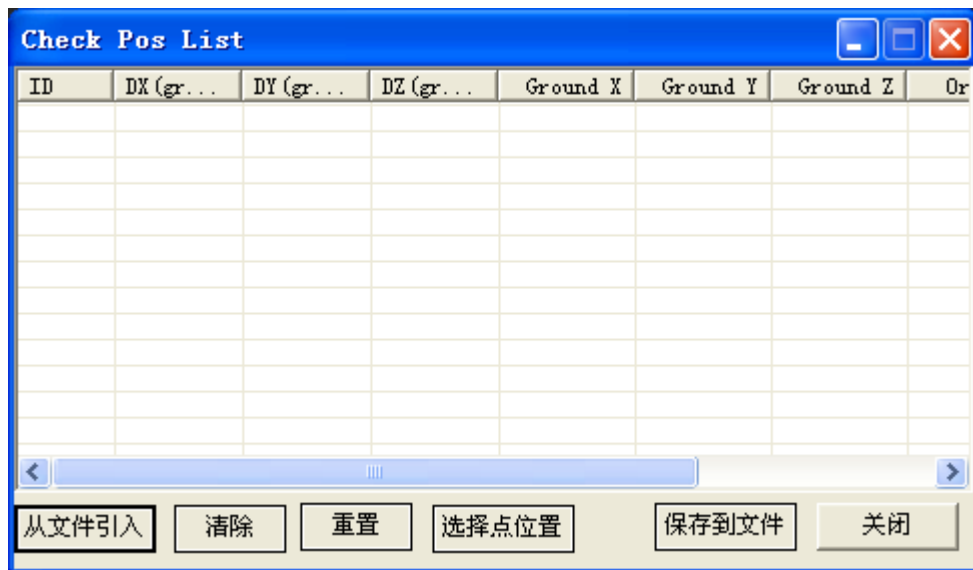 Check Pos List
ID DX(gr... DY(gr... DZ(gr... Ground X Ground Y Ground Z Or
从文件引入 清除 重置 选择点位置 保存到文件 关闭